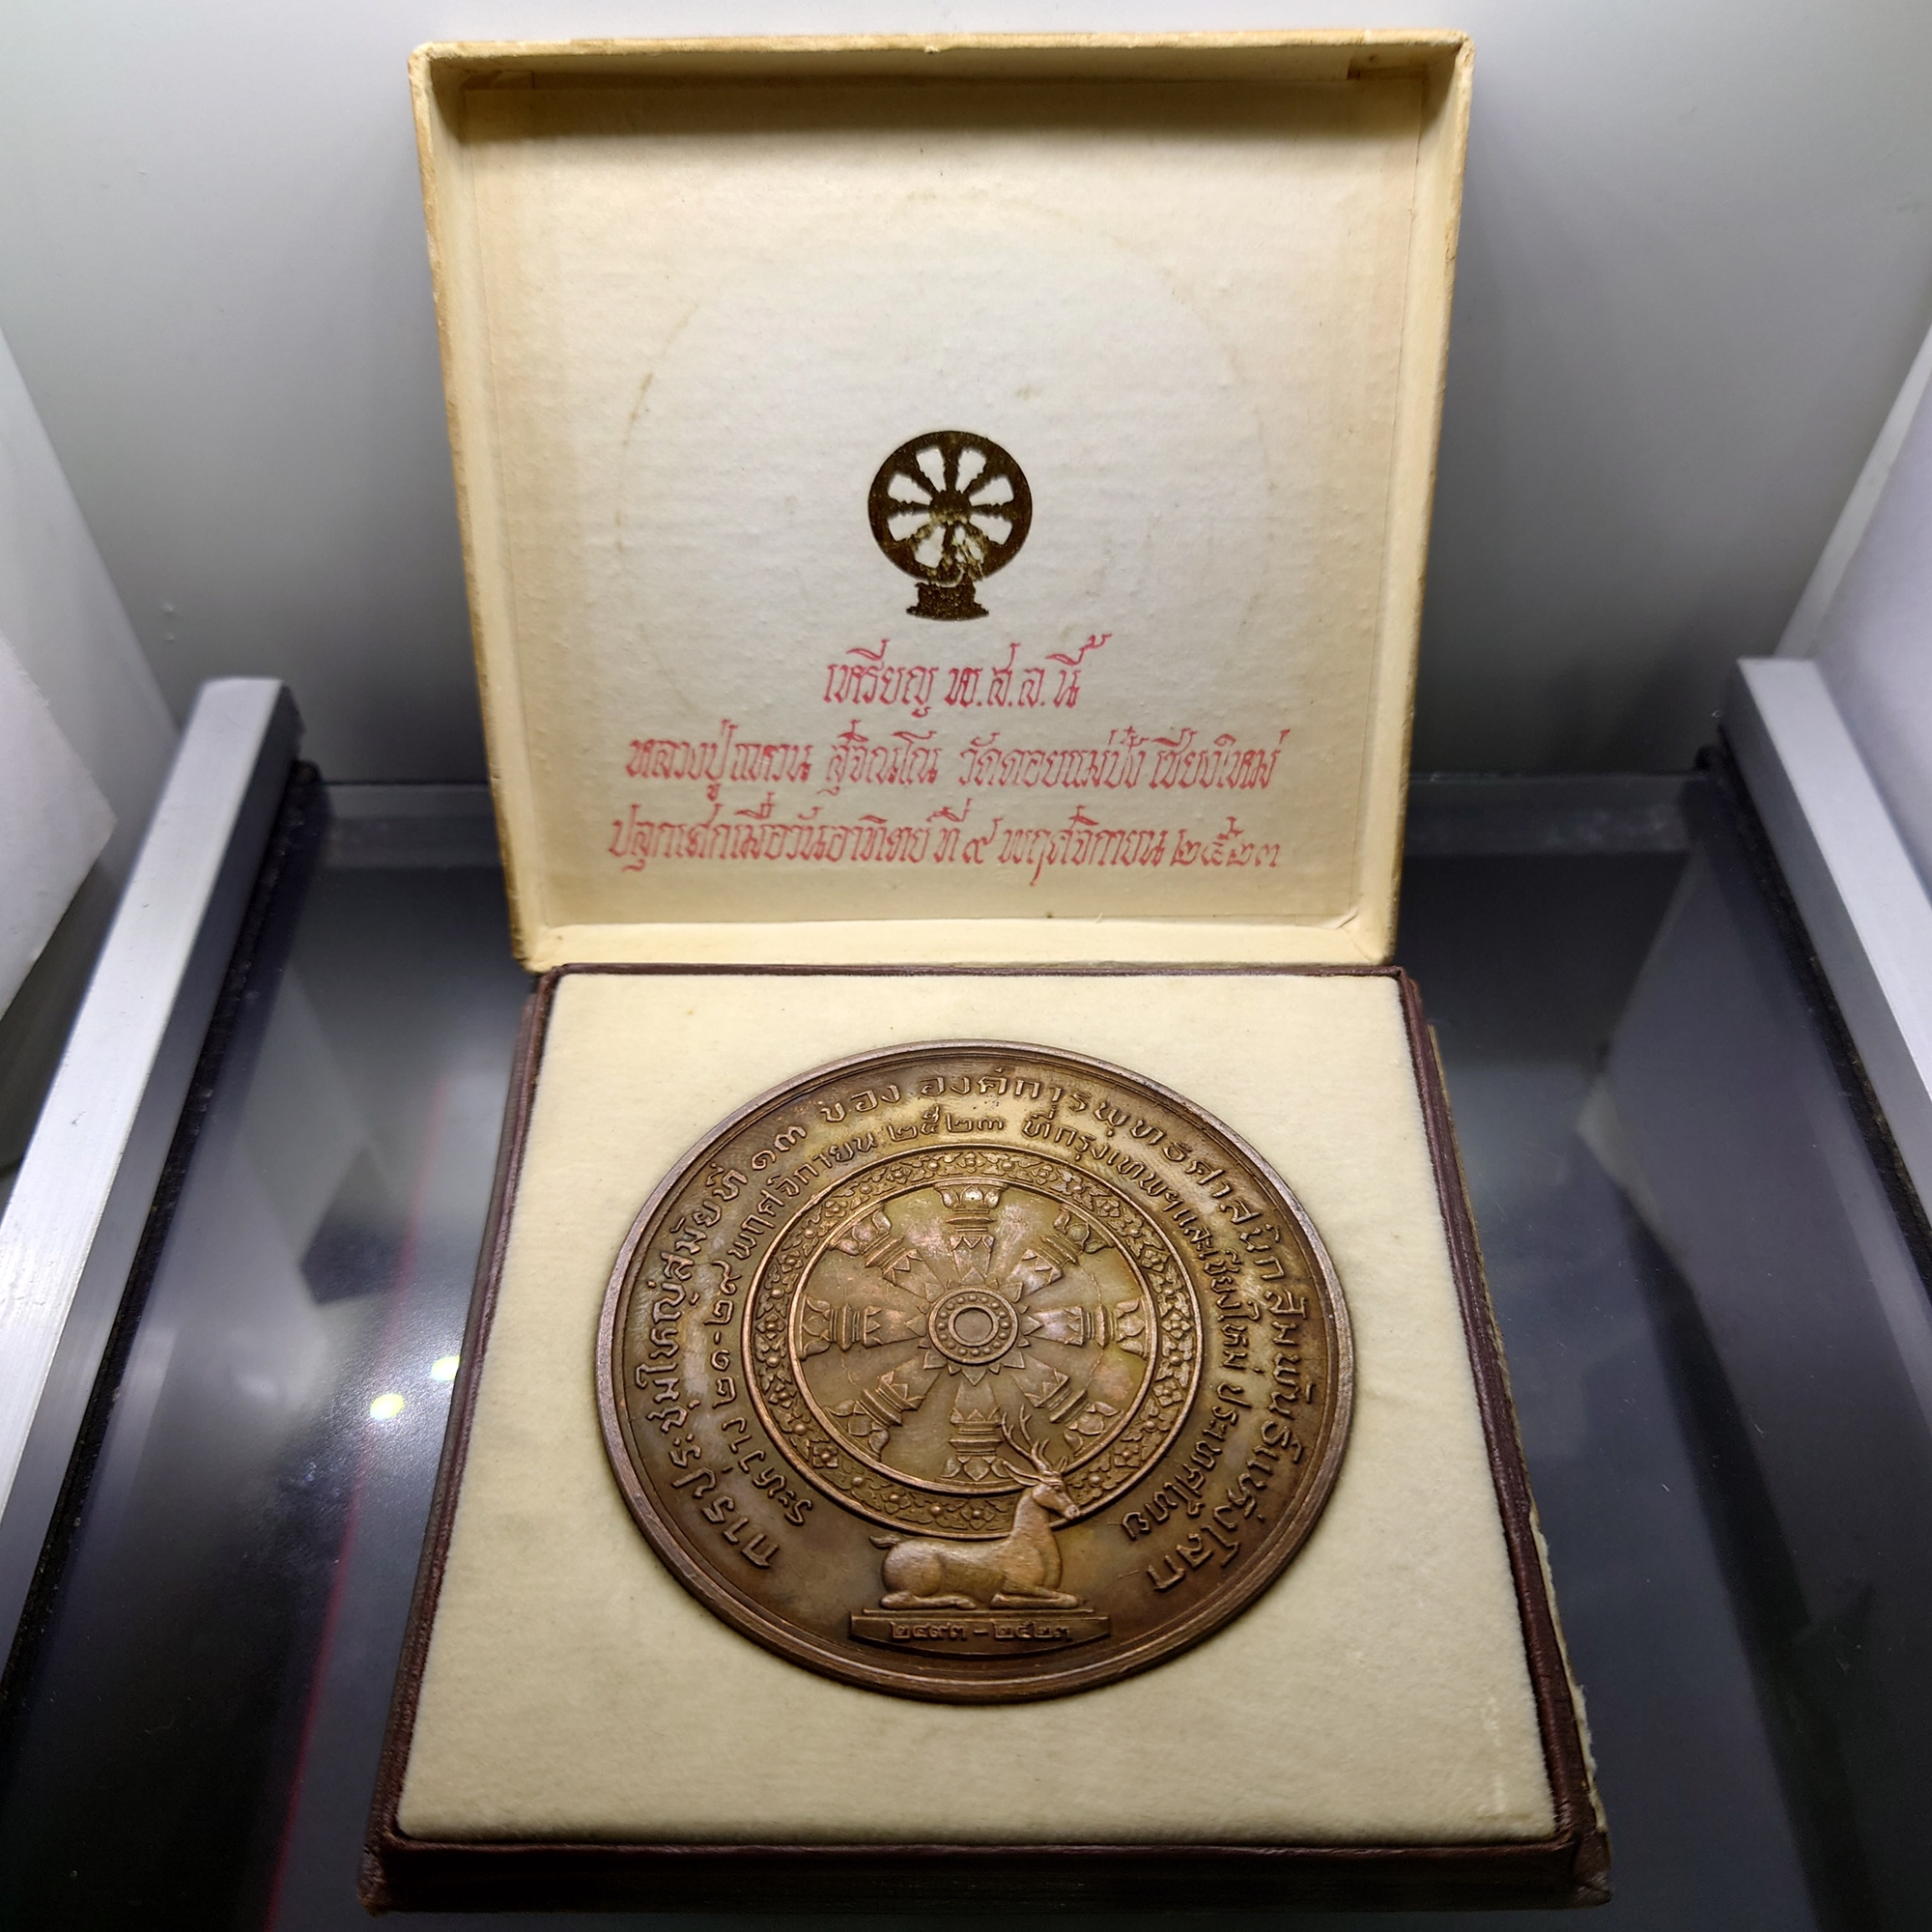 เหรียญ พ.ส.ล. นี้
หลวงปู่แหวน สุจิณโณ วัดดอยแม่ปั๋ง เชียงใหม่
ปลุกเศกเมื่อวันอาทิตย์ ที่ ๙ พฤศจิกายน ๒๕๒๓
การประชุมใหญ่สมัยที่ ๑๓ ของ องค์การพุทธศาสนิกสัมพันธ์แห่งโลก
ระหว่าง ๒๑-๒๙ พฤศจิกายน ๒๕๒๓ ที่กรุงเทพฯและเชียงใหม่ ประเทศไทย
๒๔๙๓ - ๒๕๒๓